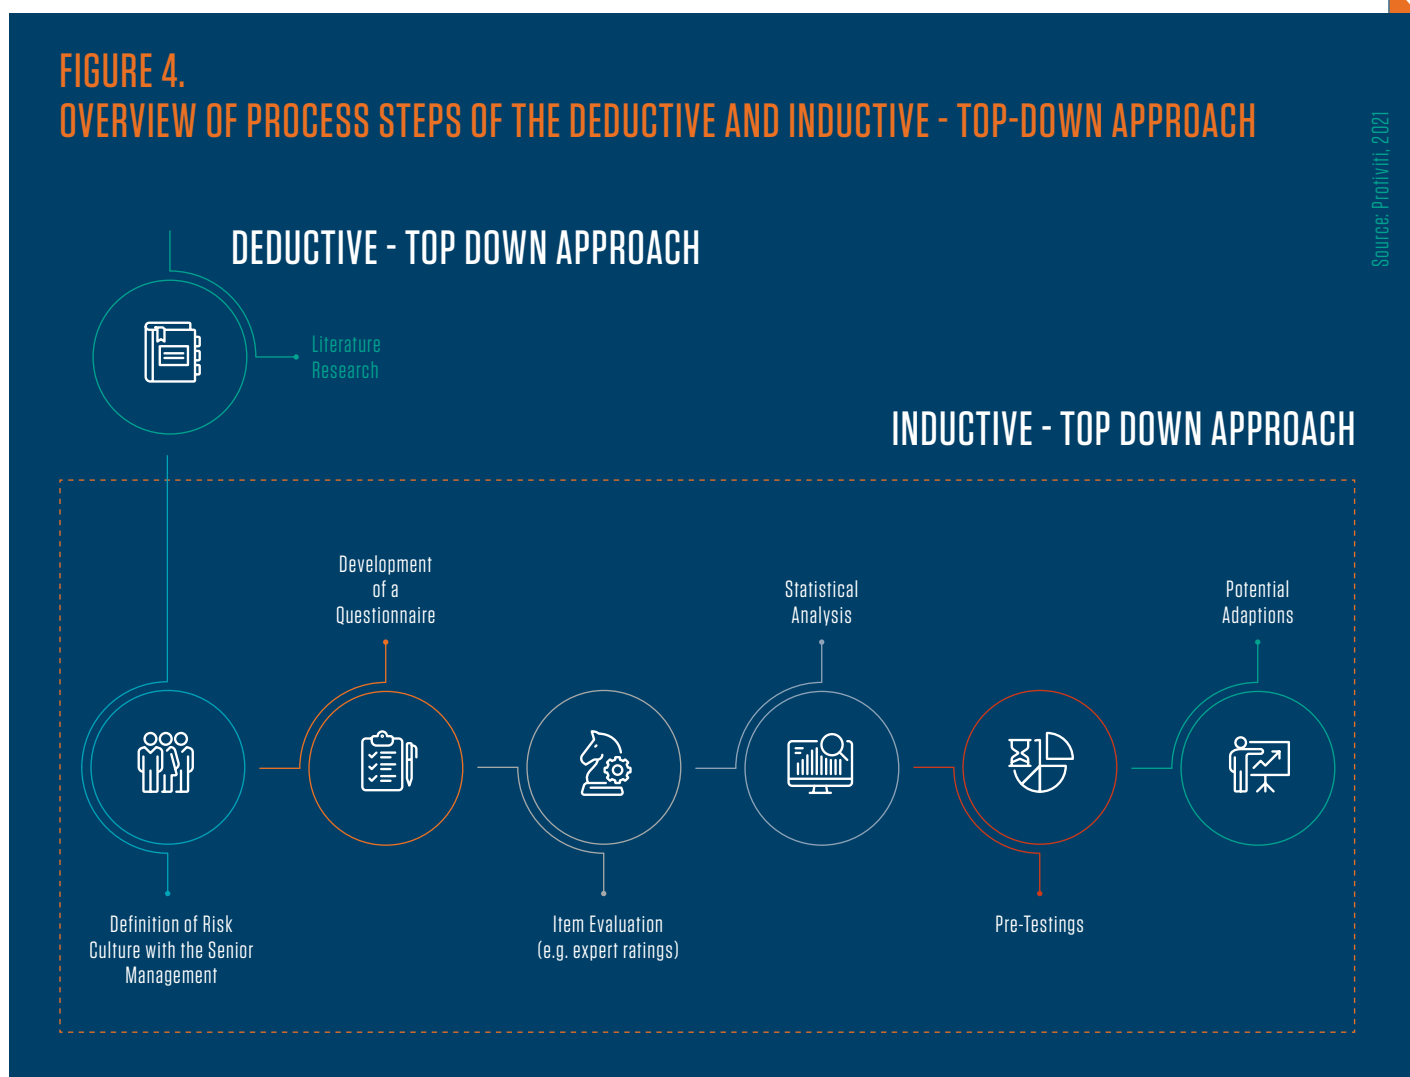 FIGURE 4.
OVERVIEW OF PROCESS STEPS OF THE DEDUCTIVE AND INDUCTIVE - TOP-DOWN APPROACH
Source: Protiviti, 2021
DEDUCTIVE - TOP DOWN APPROACH
Literature
Research
INDUCTIVE - TOP DOWN APPROACH
Development
of a
Questionnaire
Statistical
Analysis
Potential
Adaptions
Definition of Risk
Culture with the Senior
Management
Item Evaluation
(e.g. expert ratings)
Pre-Testings